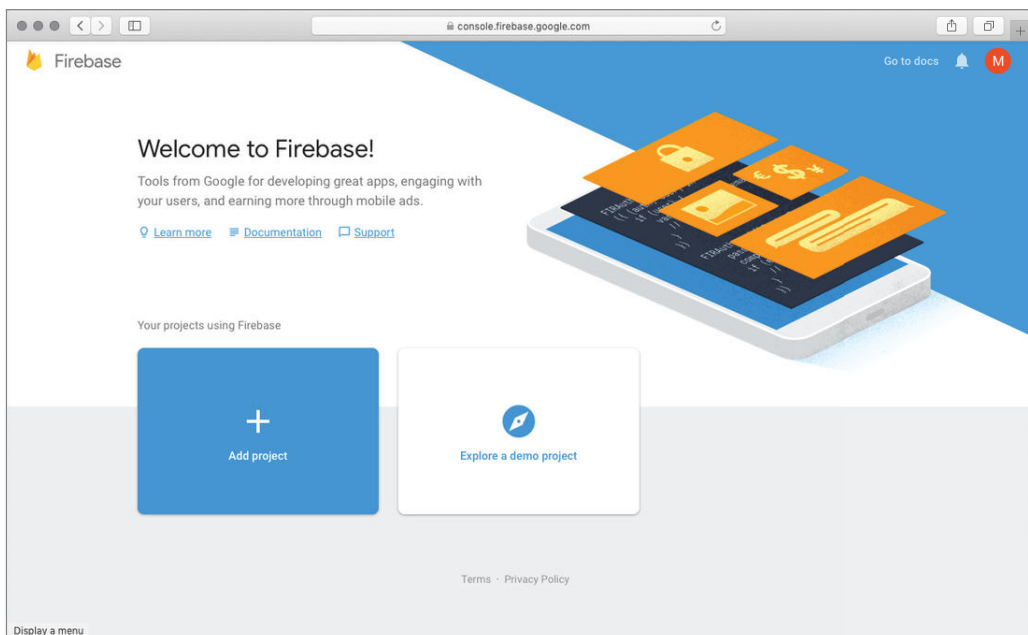 console.firebase.google.com
Firebase
Go to docs
M
Welcome to Firebase!
Tools from Google for developing great apps, engaging with
your users, and earning more through mobile ads.
Learn more Documentation Support
Your projects using Firebase
Add project
Explore a demo project
Terms · Privacy Policy
Display a menu